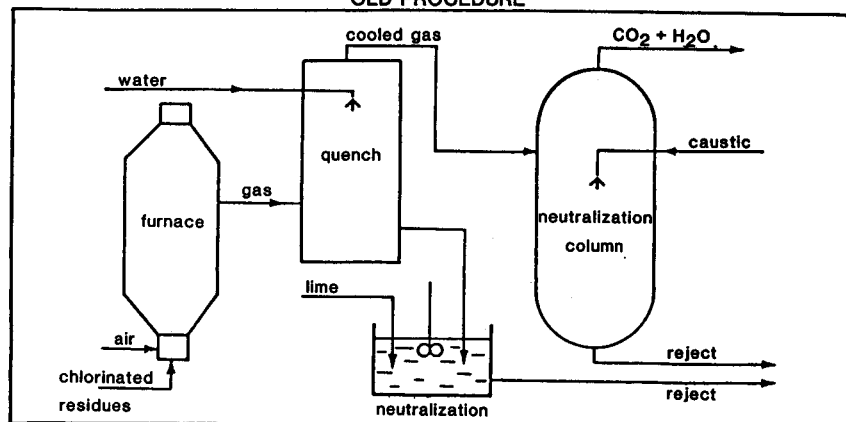 OLD PROCEDURE
cooled gas
CO2 + H2O
water
quench
caustic
gas
furnace
neutralization
column
lime
air
reject
chlorinated
residues
reject
neutralization